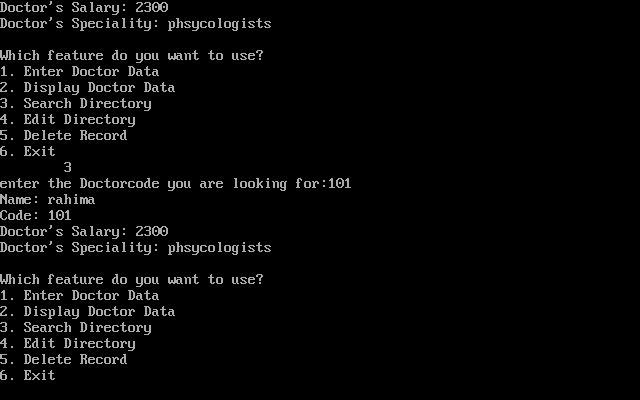 Doctor's Salary: 2300
Doctor's Speciality: phsycologists

Which feature do you want to use?
1. Enter Doctor Data
2. Display Doctor Data
3. Search Directory
4. Edit Directory
5. Delete Record
6. Exit
3
enter the Doctorcode you are looking for:101
Name: rahima
Code: 101
Doctor's Salary: 2300
Doctor's Speciality: phsycologists

Which feature do you want to use?
1. Enter Doctor Data
2. Display Doctor Data
3. Search Directory
4. Edit Directory
5. Delete Record
6. Exit